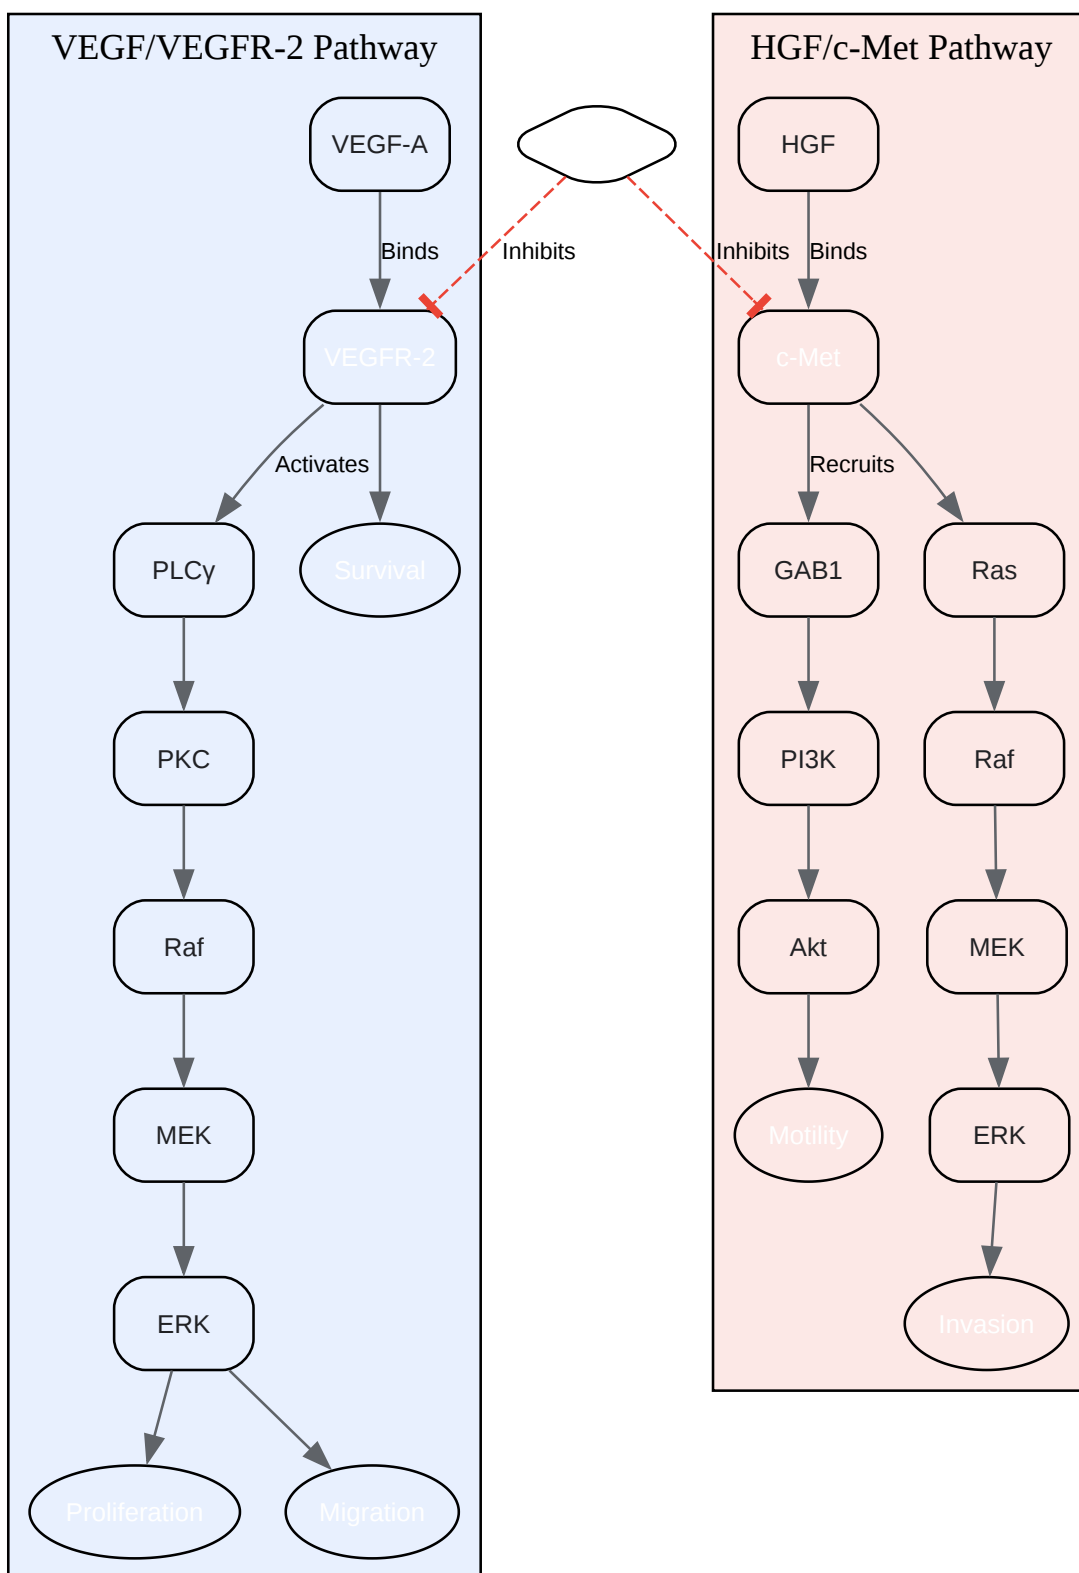 VEGF/VEGFR-2 Pathway
HGF/c-Met Pathway
VEGF-A
HGF
Binds
Inhibits
Inhibits
Binds
VEGFR-2
c-Met
Activates
Recruits
PLCγ
Survival
GAB1
Ras
PKC
PI3K
Raf
Raf
Akt
MEK
MEK
Motility
ERK
ERK
Invasion
Proliferation
Migration